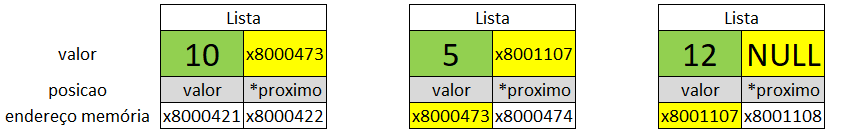 Lista Lista Lista
valor 10 x8000473 5 x8001107 12 NULL
posicao valor *proximo valor *proximo valor *proximo
endereço memória x8000421 x8000422 x8000473 x8000474 x8001107 x8001108